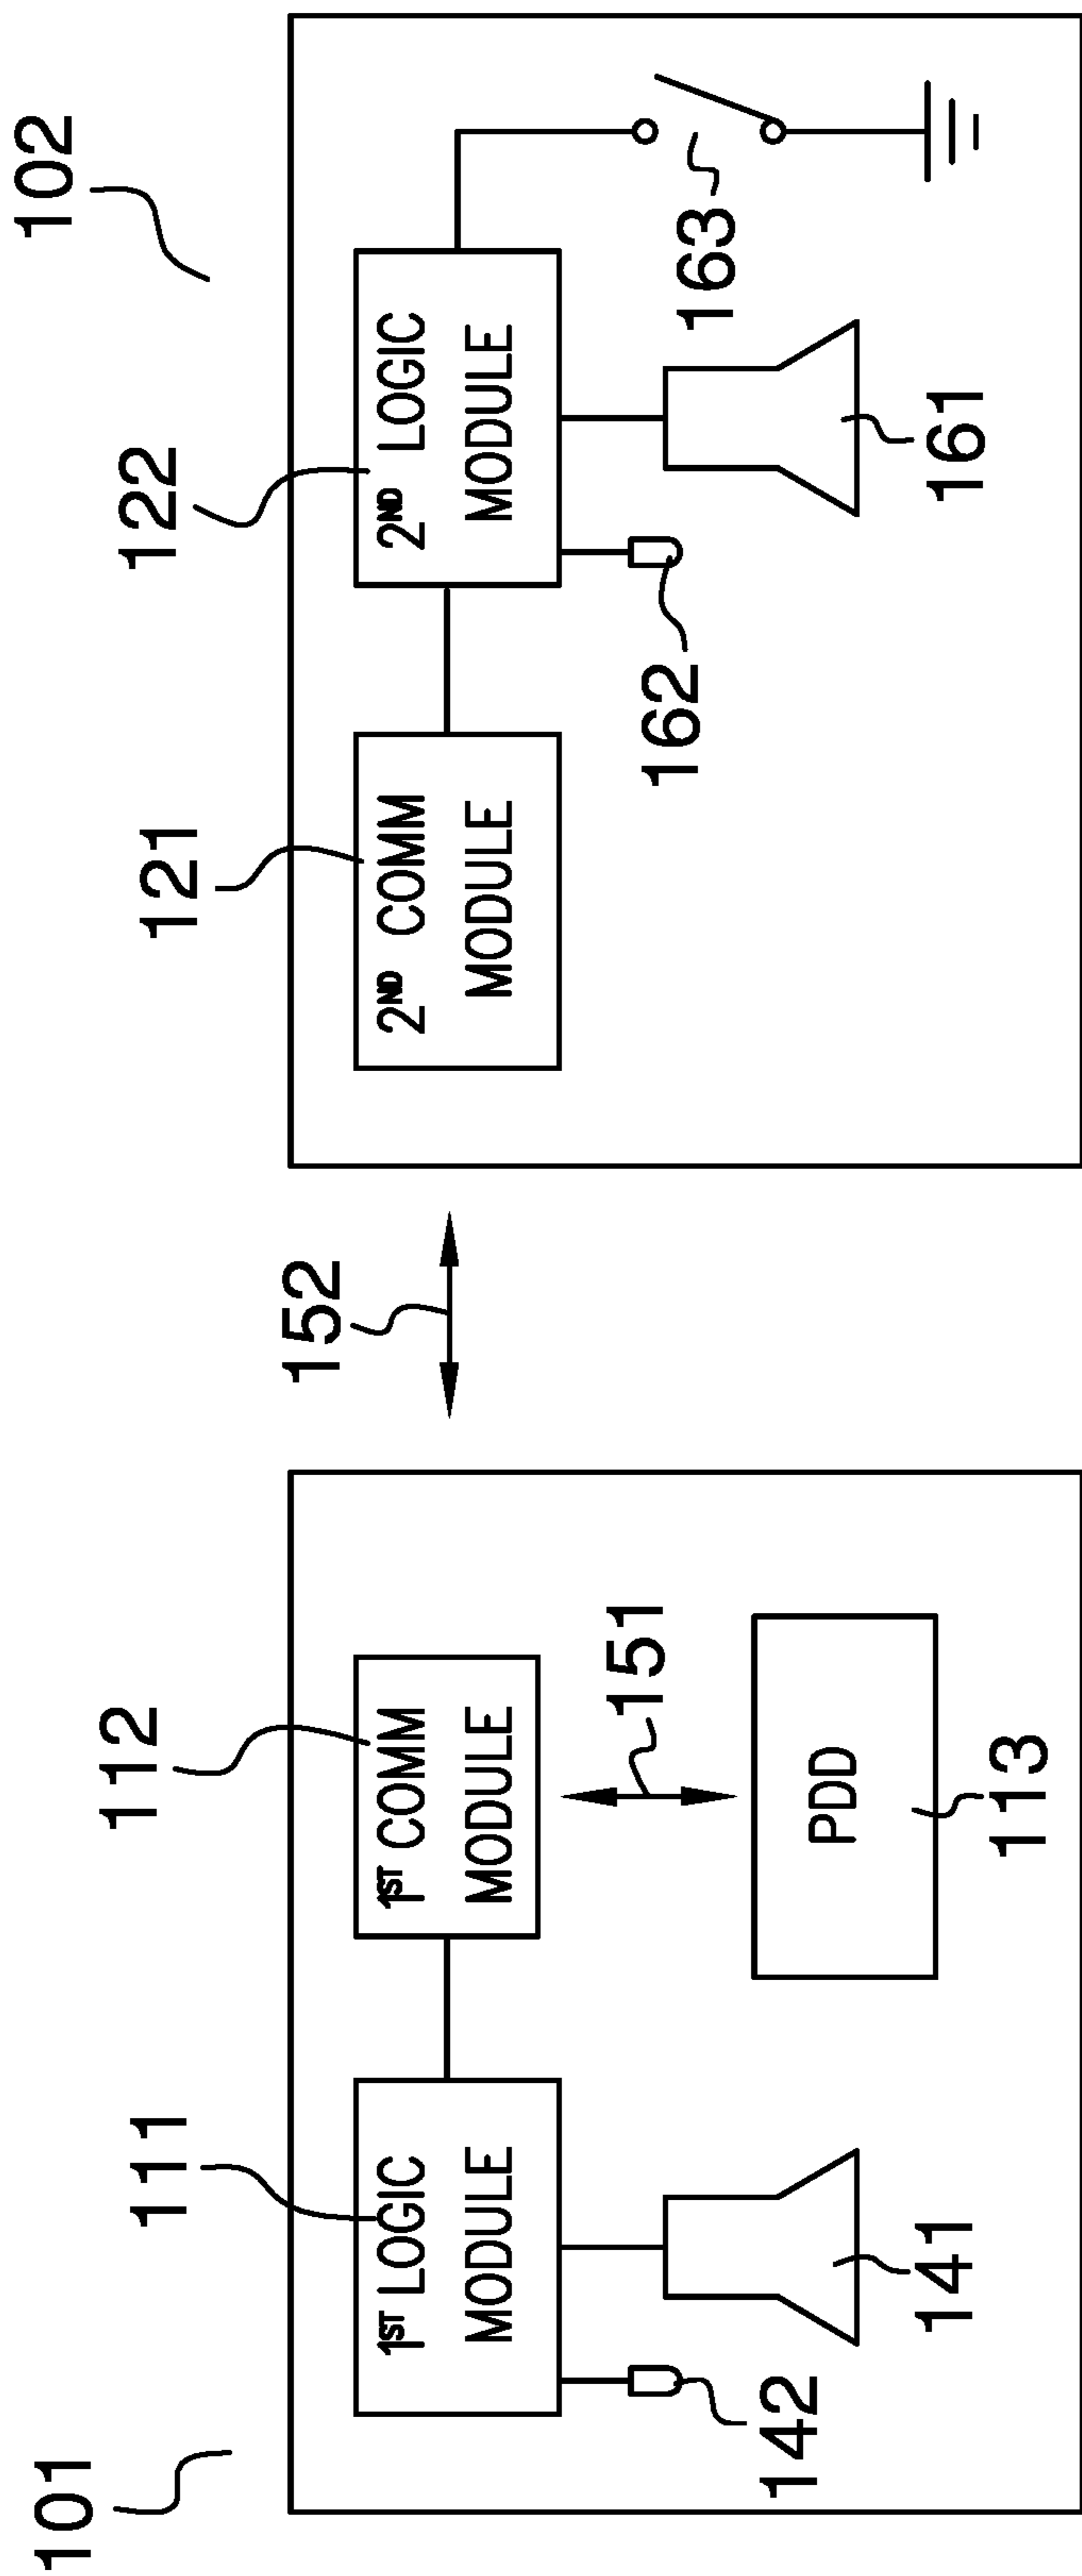 101
102
111
1ST LOGIC
MODULE
112
1ST COMM
MODULE
152
121
2ND COMM
MODULE
122
2ND LOGIC
MODULE
142
141
151
PDD
113
162
161
163